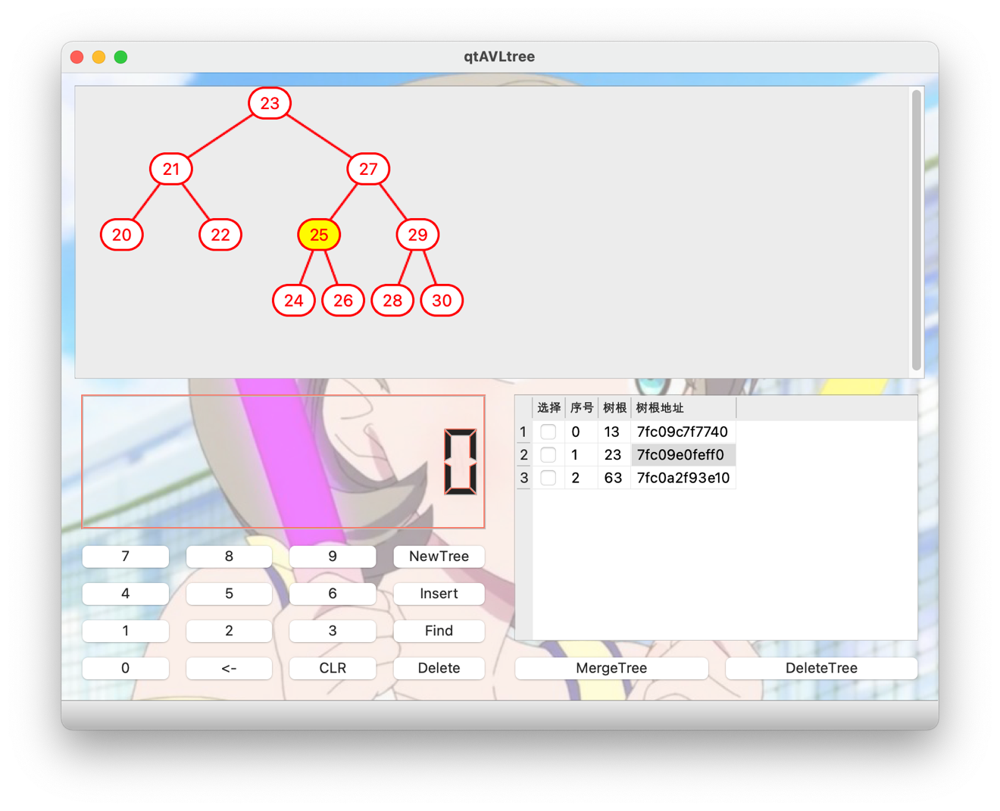 qtAVLtree
23
21 27
20 22 25 29
24 26 28 30
0
选择 序号 树根 树根地址
1 0 13 7fc09c7f7740
2 1 23 7fc09e0feff0
3 2 63 7fc0a2f93e10
7 8 9 NewTree
4 5 6 Insert
1 2 3 Find
0 <- CLR Delete
MergeTree DeleteTree